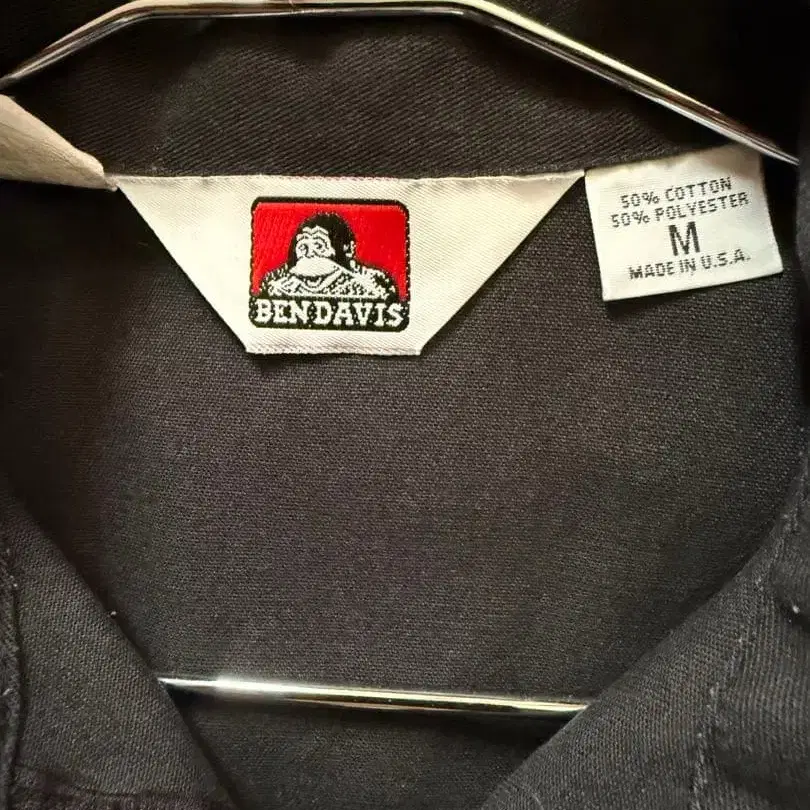 BEN DAVIS
50% COTTON
50% POLYESTER
M
MADE IN U.S.A.